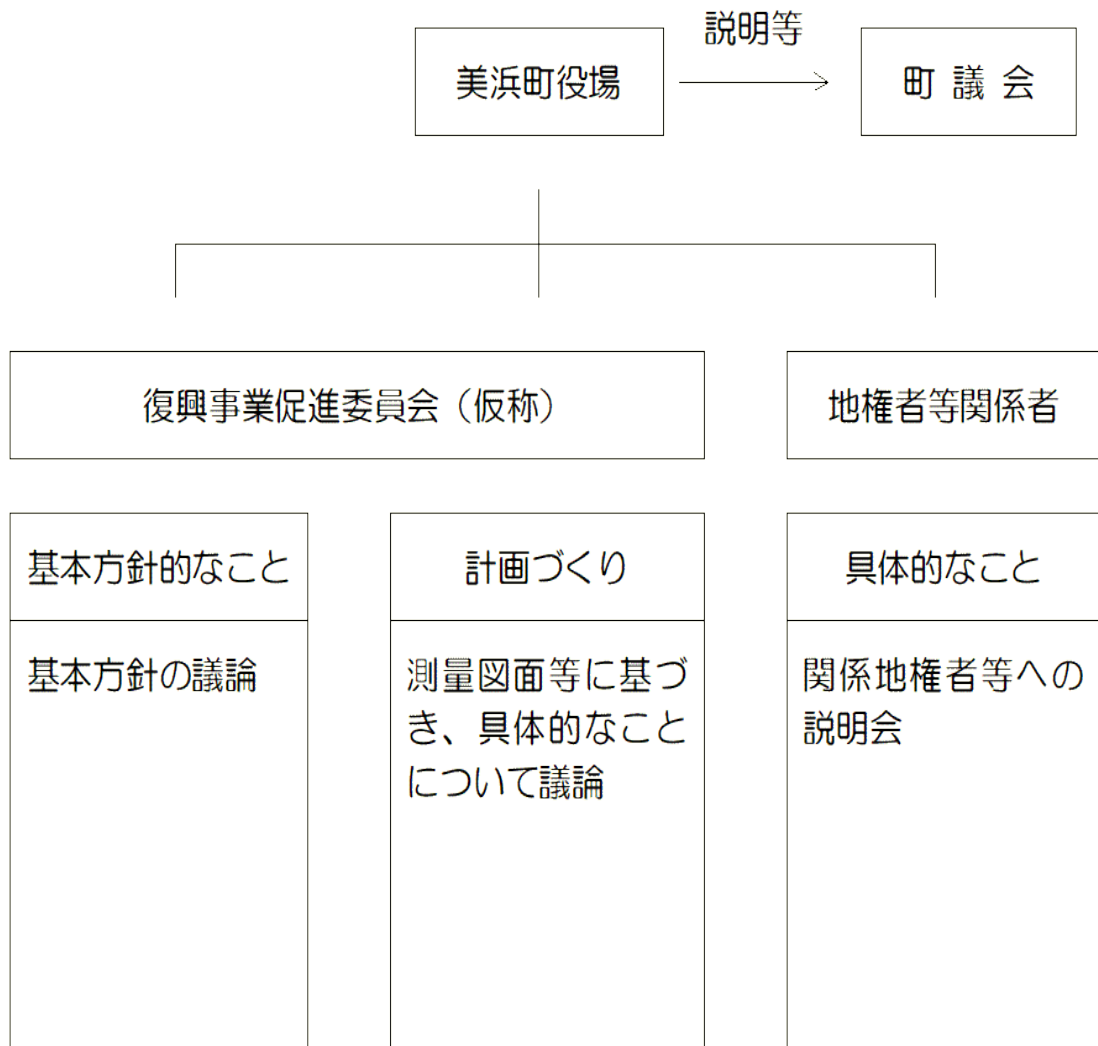 説明等
美浜町役場
町 議 会
復興事業促進委員会（仮称）
地権者等関係者
基本方針的なこと
計画づくり
具体的なこと
基本方針の議論
測量図面等に基づ
き、具体的なこと
について議論
関係地権者等への
説明会